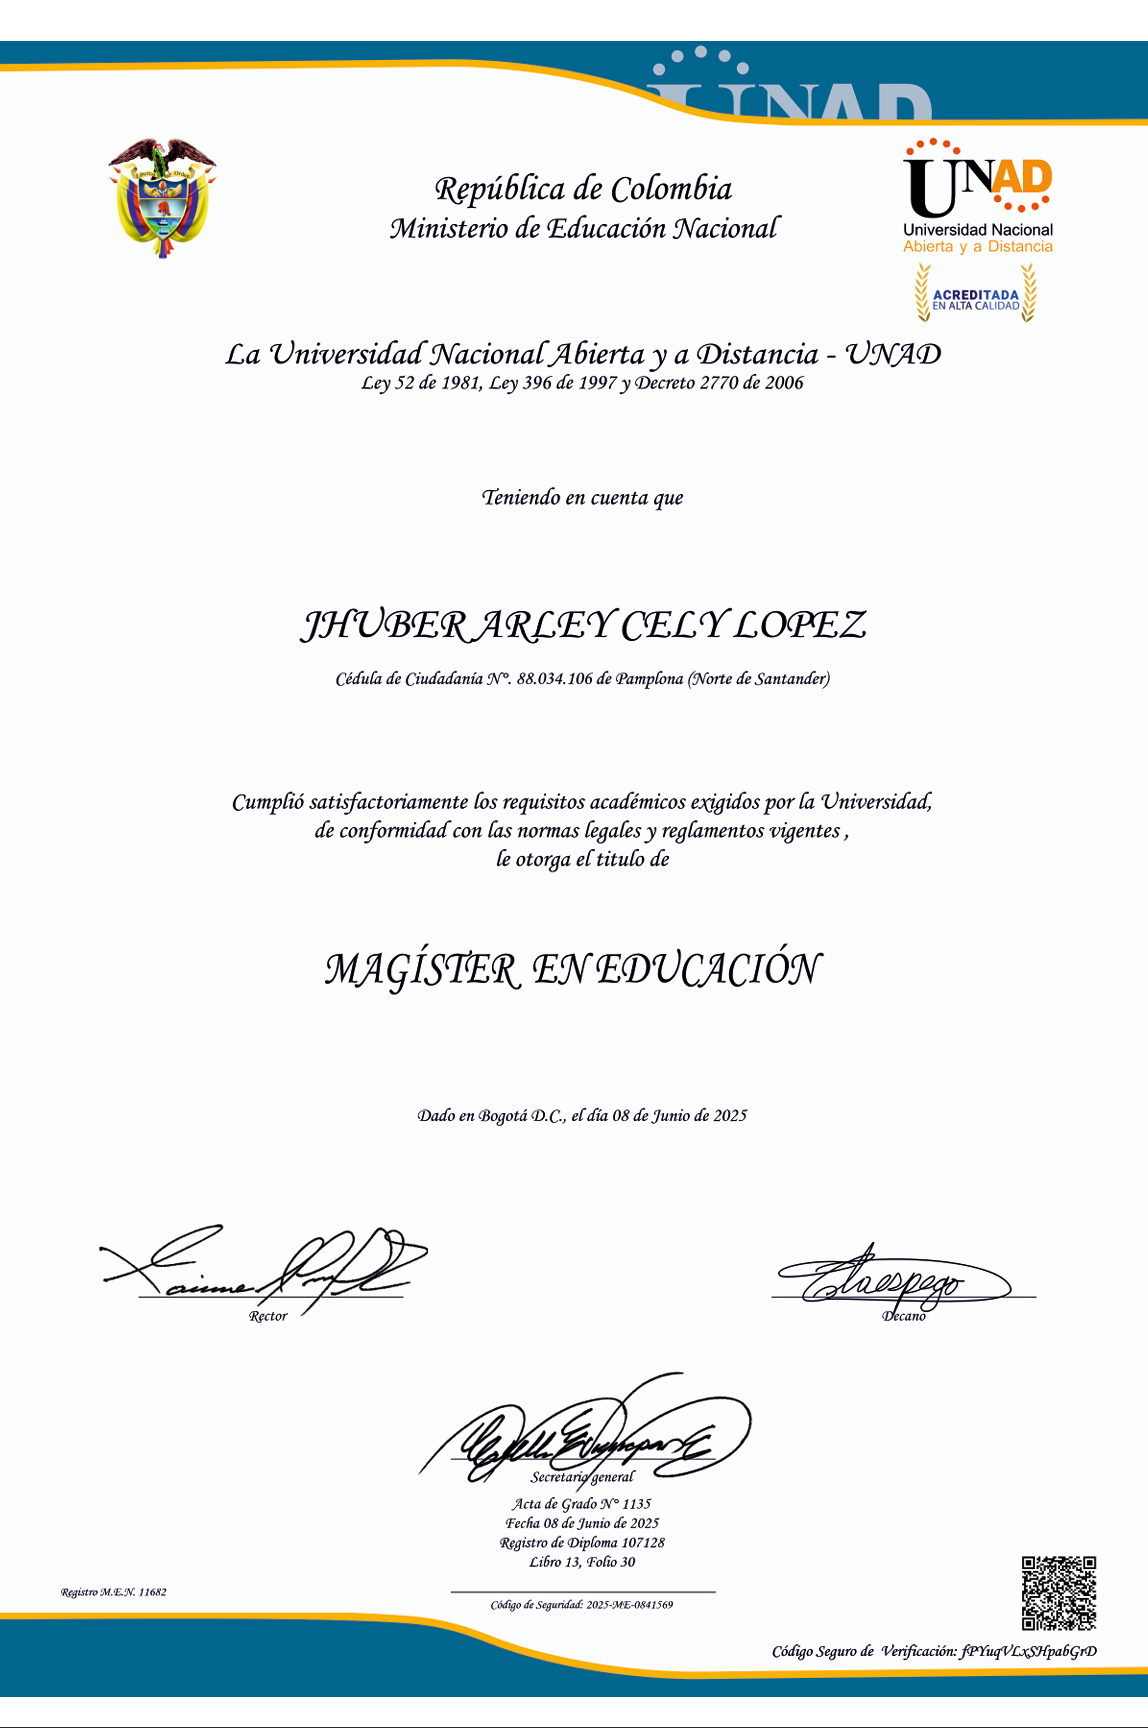 UNAD
República de Colombia
Ministerio de Educación Nacional
UNAD
Universidad Nacional
Abierta y a Distancia
ACREDITADA
EN ALTA CALIDAD
La Universidad Nacional Abierta y a Distancia - UNAD
Ley 52 de 1981, Ley 396 de 1997 y Decreto 2770 de 2006
Teniendo en cuenta que
JHUBER ARLEY CELY LOPEZ
Cédula de Ciudadanía N°. 88.034.106 de Pamplona (Norte de Santander)
Cumplió satisfactoriamente los requisitos académicos exigidos por la Universidad,
de conformidad con las normas legales y reglamentos vigentes ,
le otorga el titulo de
MAGÍSTER EN EDUCACIÓN
Dado en Bogotá D.C., el día 08 de Junio de 2025
Rector
Decano
Secretaria general
Acta de Grado N° 1135
Fecha 08 de Junio de 2025
Registro de Diploma 107128
Libro 13, Folio 30
Registro M.E.N. 11682
Código de Seguridad: 2025-ME-0841569
Código Seguro de Verificación: fPYuqVLxSHpabGrD